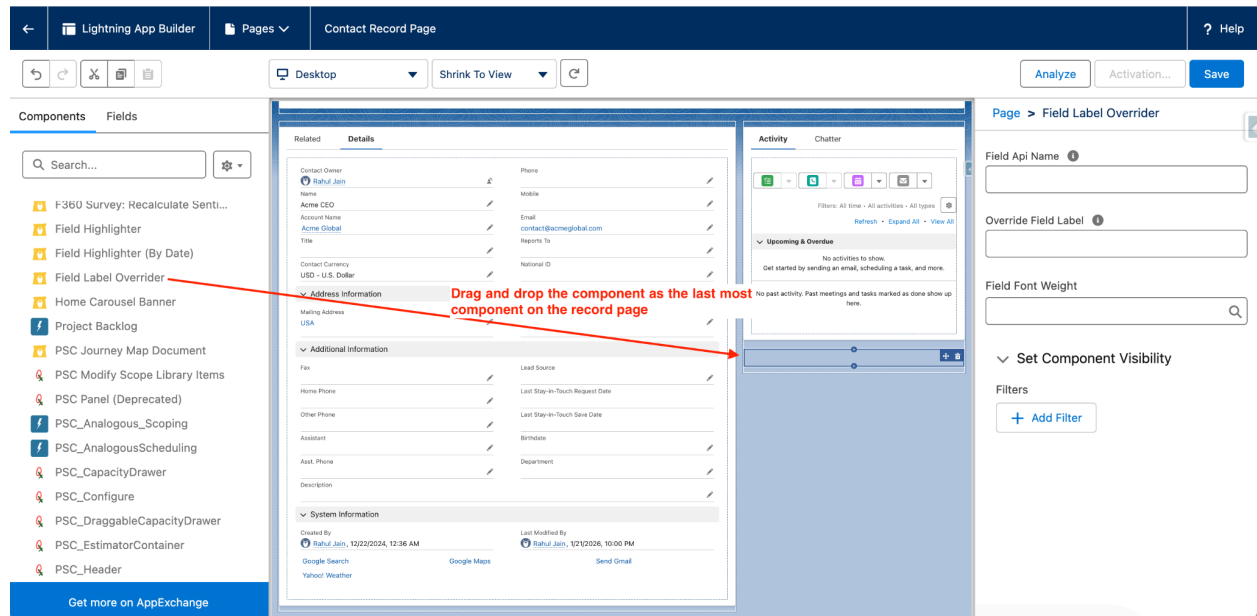 Lightning App Builder
Pages
Contact Record Page
? Help
Desktop
Shrink To View
Analyze
Activation...
Save
Components
Fields
Search...
F360 Survey: Recalculate Senti...
Field Highlighter
Field Highlighter (By Date)
Field Label Overrider
Home Carousel Banner
Project Backlog
PSC Journey Map Document
PSC Modify Scope Library Items
PSC Panel (Deprecated)
PSC_Analogous_Scoping
PSC_AnalogousScheduling
PSC_CapacityDrawer
PSC_Configure
PSC_DraggableCapacityDrawer
PSC_EstimatorContainer
PSC_Header
Get more on AppExchange
Related
Details
Contact Owner
Rahul Jain
Phone
Name
Acme CEO
Mobile
Account Name
Acme Global
Email
contact@acmeglobal.com
Title
Reports To
Contact Currency
USD - U.S. Dollar
National ID
Address Information
Mailing Address
USA
Drag and drop the component as the last most
component on the record page
Additional Information
Fax
Lead Source
Home Phone
Last Stay-in-Touch Request Date
Other Phone
Last Stay-in-Touch Save Date
Assistant
Birthdate
Asst. Phone
Department
Description
System Information
Created By
Rahul Jain, 12/22/2024, 12:36 AM
Last Modified By
Rahul Jain, 1/21/2026, 10:00 PM
Google Search
Google Maps
Send Gmail
Yahoo! Weather
Activity
Chatter
Filters: All time • All activities • All types
Refresh • Expand All • View All
Upcoming & Overdue
No activities to show.
Get started by sending an email, scheduling a task, and more.
No past activity. Past meetings and tasks marked as done show up
here.
Page > Field Label Overrider
Field Api Name
Override Field Label
Field Font Weight
Set Component Visibility
Filters
+ Add Filter